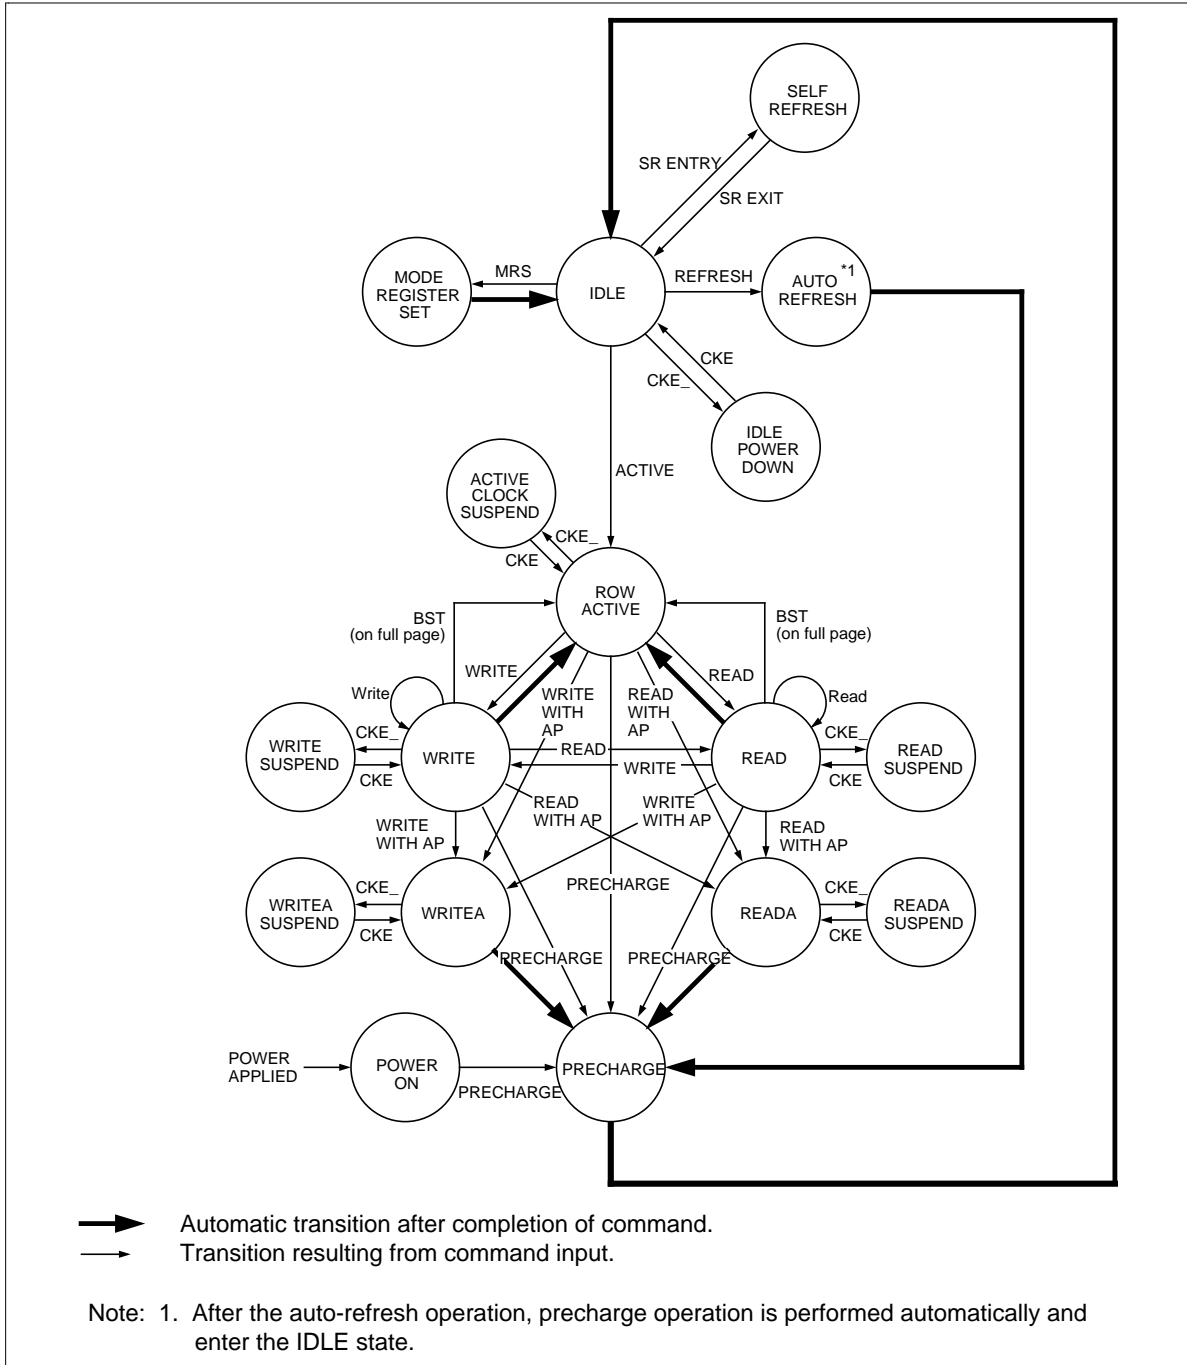 SELF
REFRESH
SR ENTRY
SR EXIT
MODE
REGISTER
SET
MRS
IDLE
REFRESH
AUTO
REFRESH
*1
CKE
CKE_
IDLE
POWER
DOWN
ACTIVE
ACTIVE
CLOCK
SUSPEND
CKE_
CKE
ROW
ACTIVE
BST
(on full page)
BST
(on full page)
WRITE
READ
Write
WRITE
WITH
AP
READ
WITH
AP
Read
WRITE
SUSPEND
CKE_
CKE
WRITE
READ
WRITE
READ
CKE_
CKE
READ
SUSPEND
WRITE
WITH AP
READ
WITH AP
WRITE
WITH AP
READ
WITH AP
WRITEA
SUSPEND
CKE_
CKE
WRITEA
PRECHARGE
READA
CKE_
CKE
READA
SUSPEND
PRECHARGE
PRECHARGE
POWER
APPLIED
POWER
ON
PRECHARGE
PRECHARGE
Automatic transition after completion of command.
Transition resulting from command input.
Note: 1. After the auto-refresh operation, precharge operation is performed automatically and
enter the IDLE state.